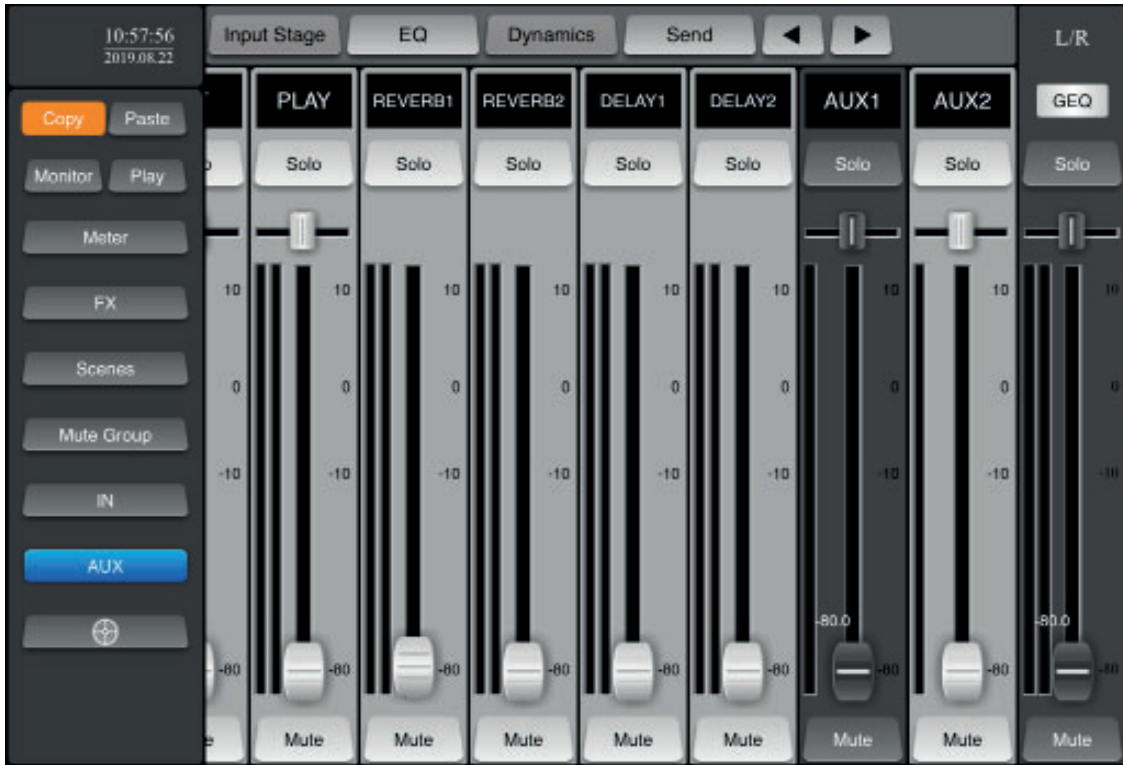 10:57:56
2019.08.22
Input Stage EQ Dynamics Send L/R
Copy Paste
Monitor Play
Meter
FX
Scenes
Mute Group
IN
AUX
PLAY REVERB1 REVERB2 DELAY1 DELAY2 AUX1 AUX2 GEQ
Solo Solo Solo Solo Solo Solo Solo Solo
10 10 10 10 10 10 10 10 10
0 0 0 0 0 0 0 0 0
-10 -10 -10 -10 -10 -10 -10 -10 -10
-80.0 -80.0
-80 -80 -80 -80 -80 -80 -80 -80 -80
Mute Mute Mute Mute Mute Mute Mute Mute